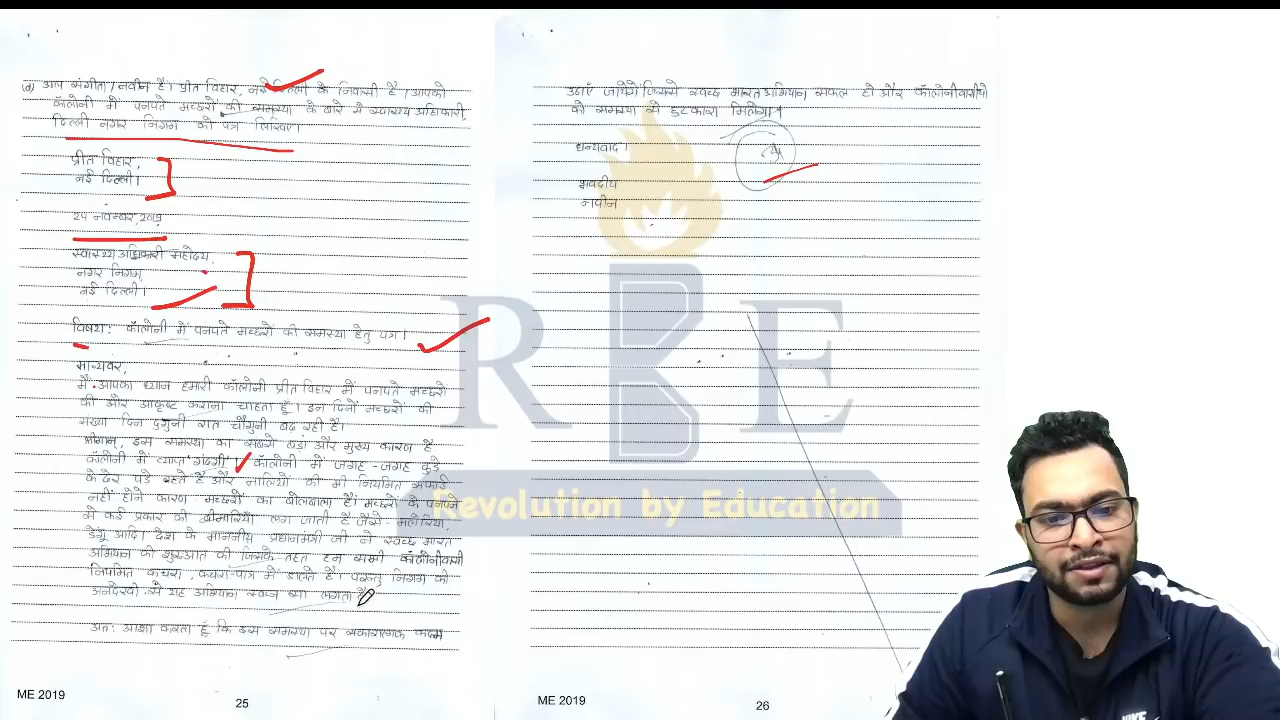 (d) आप संगीता / नवीन हैं। प्रीत विहार, नई दिल्ली के निवासी हैं। आपकी
कॉलोनी में पनपते मच्छरों की समस्या के बारे में स्वास्थ्य अधिकारी,
दिल्ली नगर निगम को पत्र लिखिए।
प्रीत विहार,
नई दिल्ली।
24 नवम्बर, 2019
स्वास्थ्य अधिकारी महोदय,
नगर निगम,
नई दिल्ली।
विषय: कॉलोनी में पनपते मच्छरों की समस्या हेतु पत्र।
मान्यवर,
मैं आपका ध्यान हमारी कॉलोनी प्रीत विहार में पनपते मच्छरों
की ओर आकृष्ट कराना चाहता हूँ। इन दिनों मच्छरों की
संख्या दिन दुगुनी रात चौगुनी बढ़ रही है।
श्रीमान, इस समस्या का सबसे बड़ा और मुख्य कारण है
कॉलोनी में व्याप्त 'गंदगी'। कॉलोनी में जगह-जगह कूड़े
के ढेर पड़े रहते हैं और नालियों की भी नियमित सफाई
नहीं होने कारण मच्छरों का बोलबाला है। मच्छरों के पनपने
से कई प्रकार की बीमारियाँ लग जाती हैं जैसे - मलेरिया,
डेंगू आदि। देश के माननीय प्रधानमंत्री जी ने स्वच्छ भारत
अभियान की शुरुआत की जिसके तहत हम सभी कॉलोनीवासी
नियमित कचरा, कचरा-पात्र में डालते हैं। परन्तु निगम की
अनदेखी से यह अभियान स्वप्न सा लगता है
अतः आशा करता हूँ कि इस समस्या पर सकारात्मक कदम
ME 2019
25
उठाएँ जायेंगे जिससे स्वच्छ भारत अभियान सफल हो और कॉलोनीवासीयों
को समस्या से छुटकारा मिलेगा।
धन्यवाद।
भवदीय
नवीन
RBE
Revolution by Education
ME 2019
26
NIKE